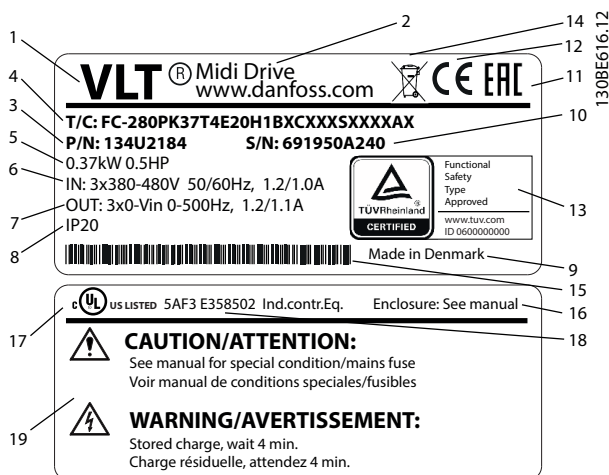 1
2
14
12
130BE616.12
VLT ® Midi Drive
www.danfoss.com
CE EAC
11
4
T/C: FC-280PK37T4E20H1BXCXXXSXXXXAX
3
P/N: 134U2184 S/N: 691950A240
10
5
0.37kW 0.5HP
6
IN: 3x380-480V 50/60Hz, 1.2/1.0A
7
OUT: 3x0-Vin 0-500Hz, 1.2/1.1A
8
IP20
TÜVRheinland
CERTIFIED
Functional
Safety
Type
Approved
www.tuv.com
ID 0600000000
13
Made in Denmark
9
15
c UL US LISTED 5AF3 E358502 Ind.contr.Eq. Enclosure: See manual
16
17
18
CAUTION/ATTENTION:
See manual for special condition/mains fuse
Voir manual de conditions speciales/fusibles
19
WARNING/AVERTISSEMENT:
Stored charge, wait 4 min.
Charge résiduelle, attendez 4 min.